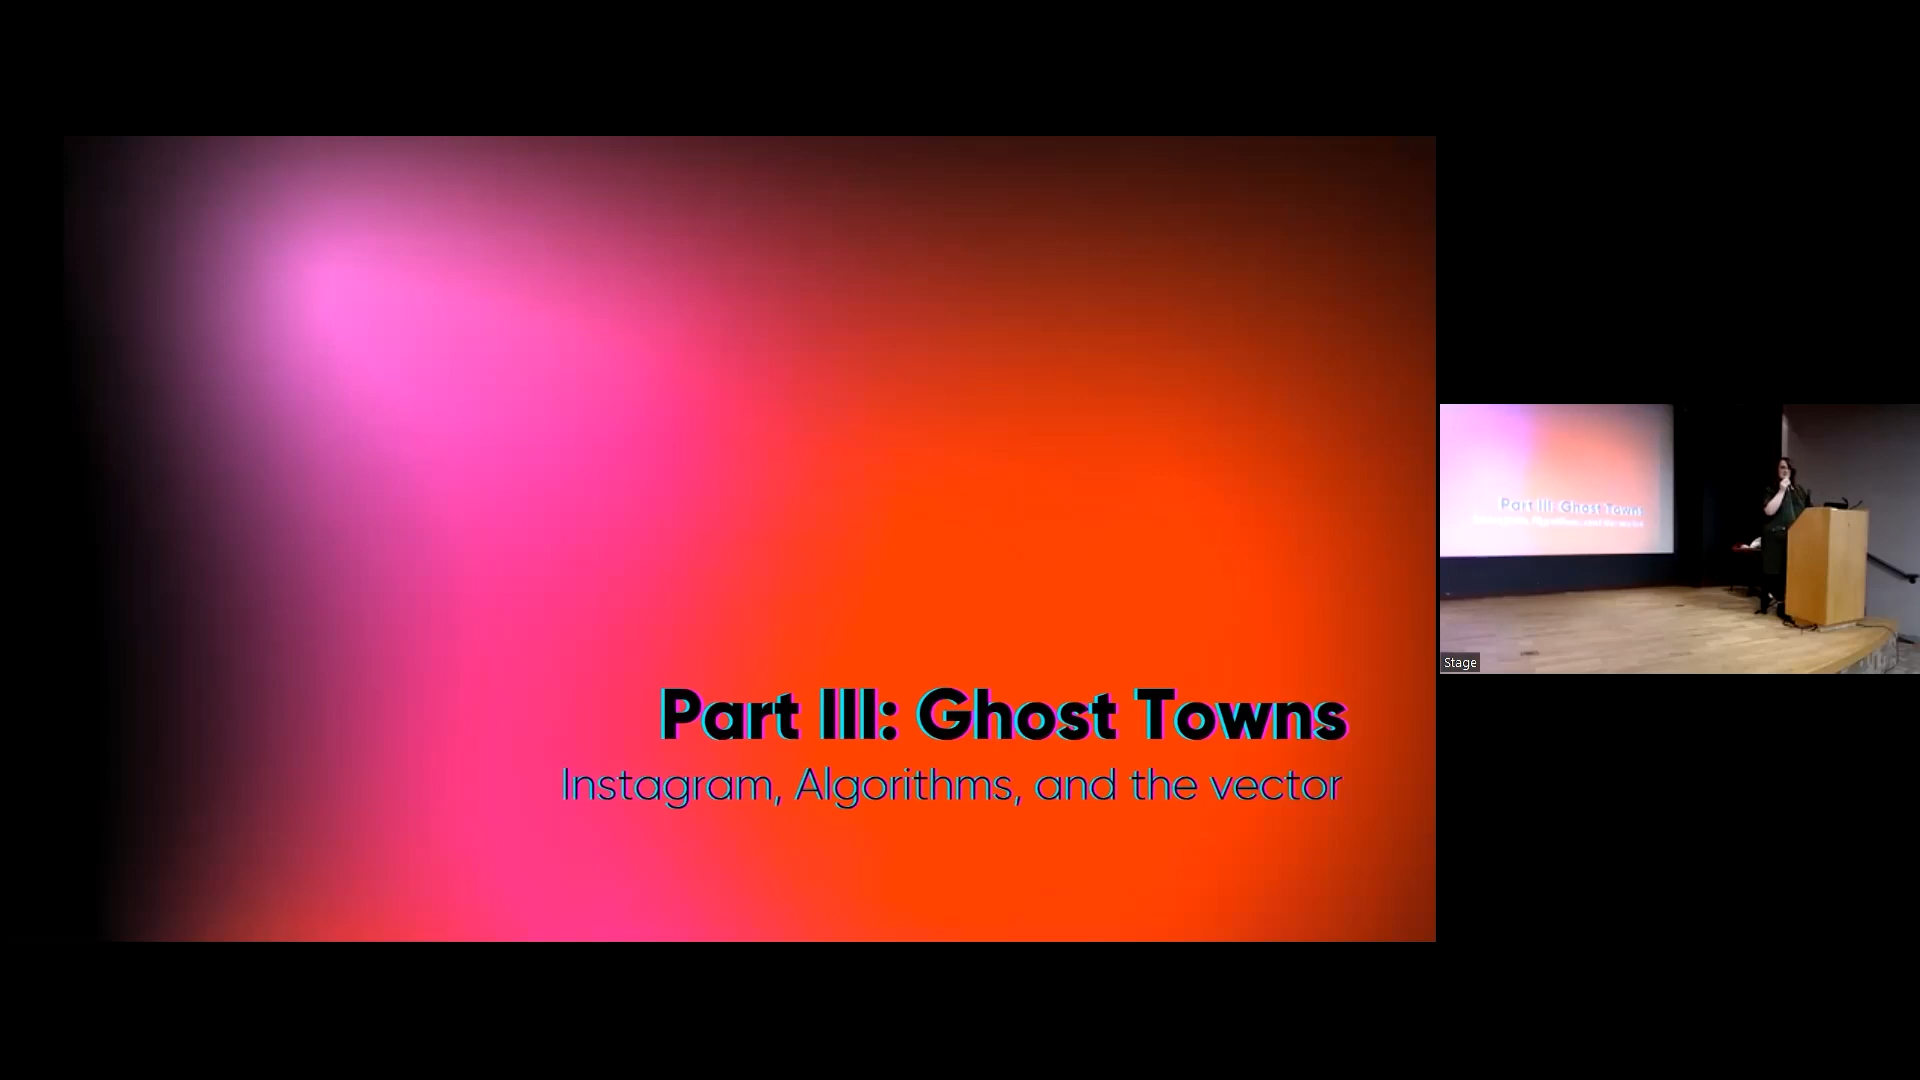 Part III: Ghost Towns
Instagram, Algorithms, and the vector
Part III: Ghost Towns
Stage